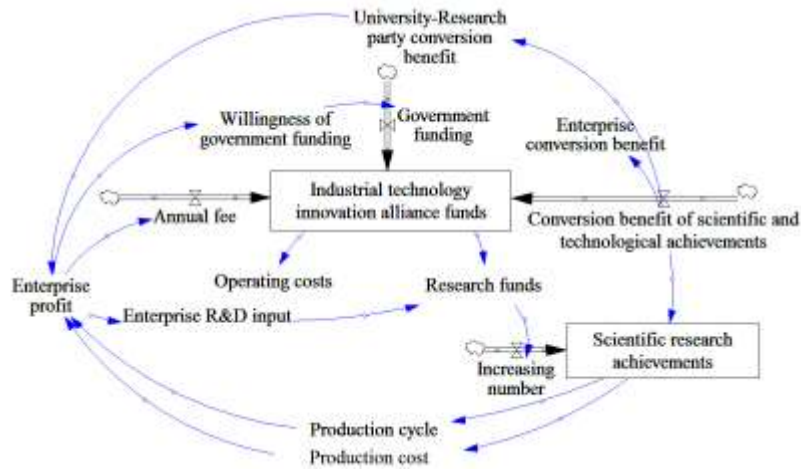 University-Research
party conversion
benefit
Willingness of
government funding
Government
funding
Enterprise
conversion benefit
Industrial technology
innovation alliance funds
Annual fee
Conversion benefit of scientific and
technological achievements
Operating costs
Research funds
Enterprise
profit
Enterprise R&D input
Scientific research
achievements
Increasing
number
Production cycle
Production cost